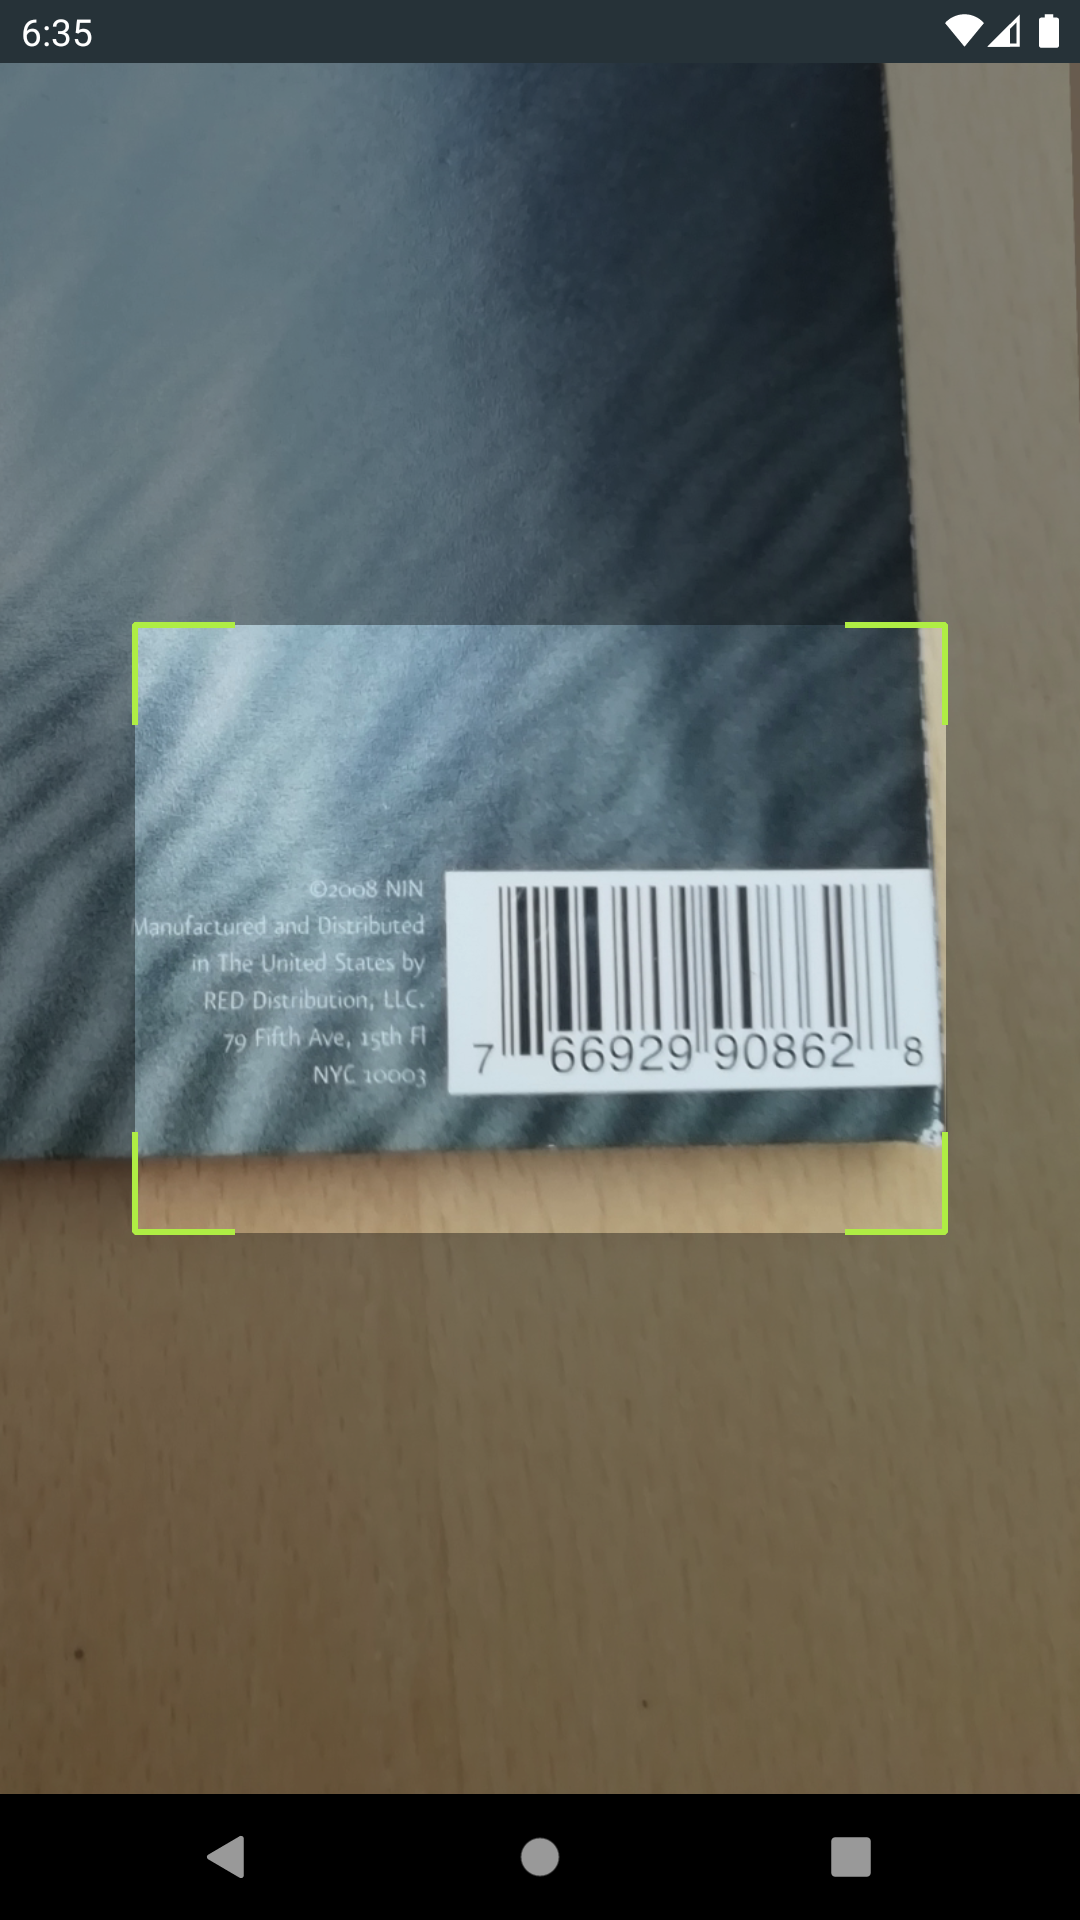 6:35
©2008 NIN
Manufactured and Distributed
in The United States by
RED Distribution, LLC.
79 Fifth Ave, 15th Fl
NYC 10003
7 66929 90862 8